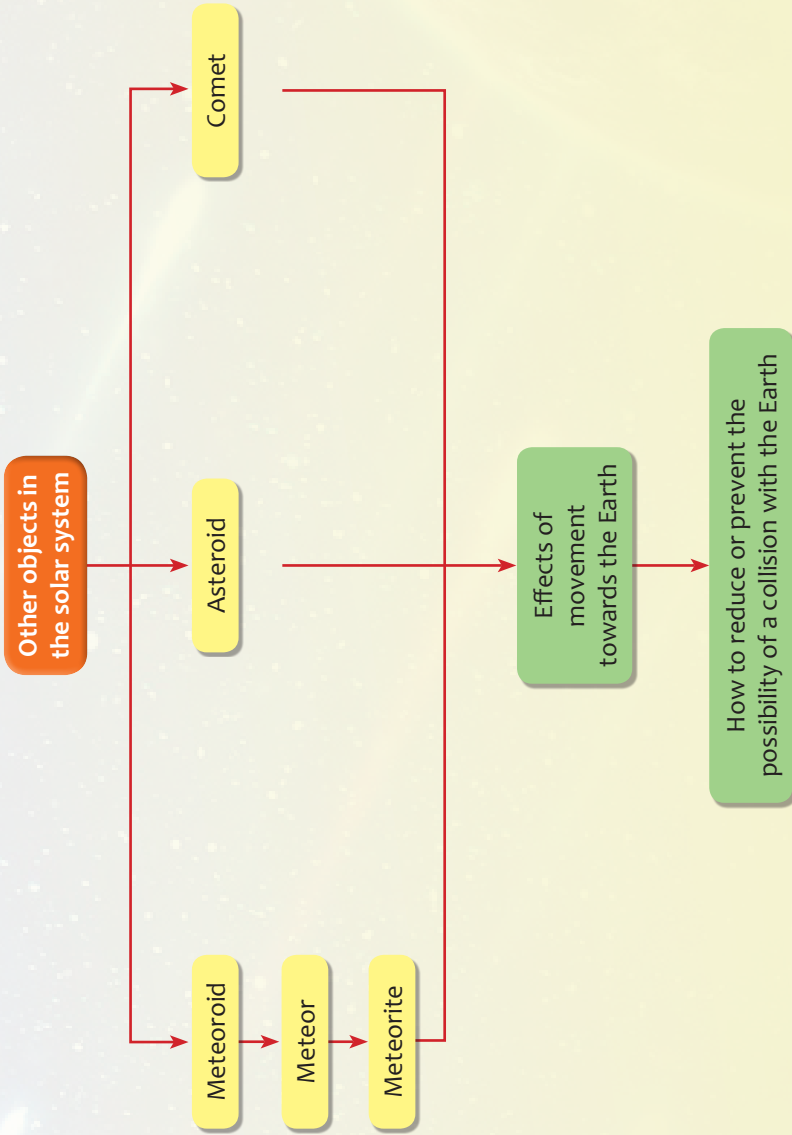 Other objects in
the solar system
Meteoroid
Asteroid
Comet
Meteor
Meteorite
Effects of
movement
towards the Earth
How to reduce or prevent the
possibility of a collision with the Earth